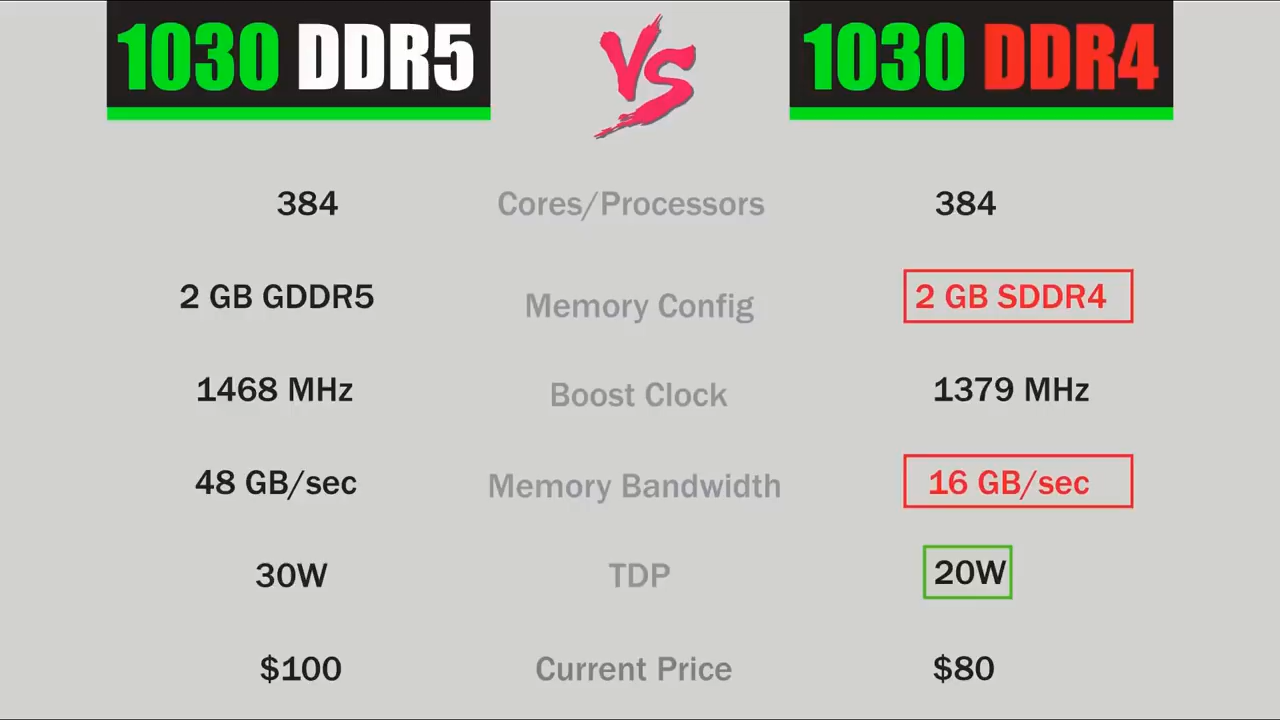 1030 DDR5 VS 1030 DDR4
384 Cores/Processors 384
2 GB GDDR5 Memory Config 2 GB SDDR4
1468 MHz Boost Clock 1379 MHz
48 GB/sec Memory Bandwidth 16 GB/sec
30W TDP 20W
$100 Current Price $80